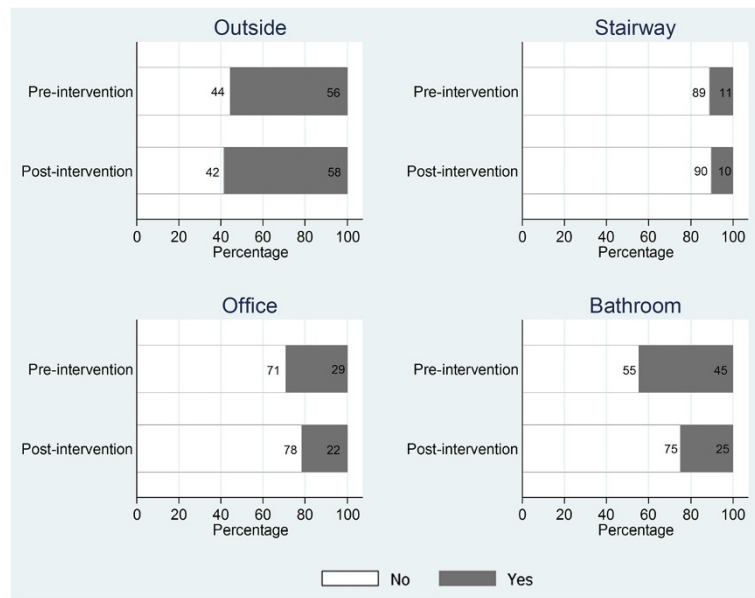 Outside
Pre-intervention 44 56
Post-intervention 42 58
0 20 40 60 80 100
Percentage
Stairway
Pre-intervention 89 11
Post-intervention 90 10
0 20 40 60 80 100
Percentage
Office
Pre-intervention 71 29
Post-intervention 78 22
0 20 40 60 80 100
Percentage
Bathroom
Pre-intervention 55 45
Post-intervention 75 25
0 20 40 60 80 100
Percentage
No Yes